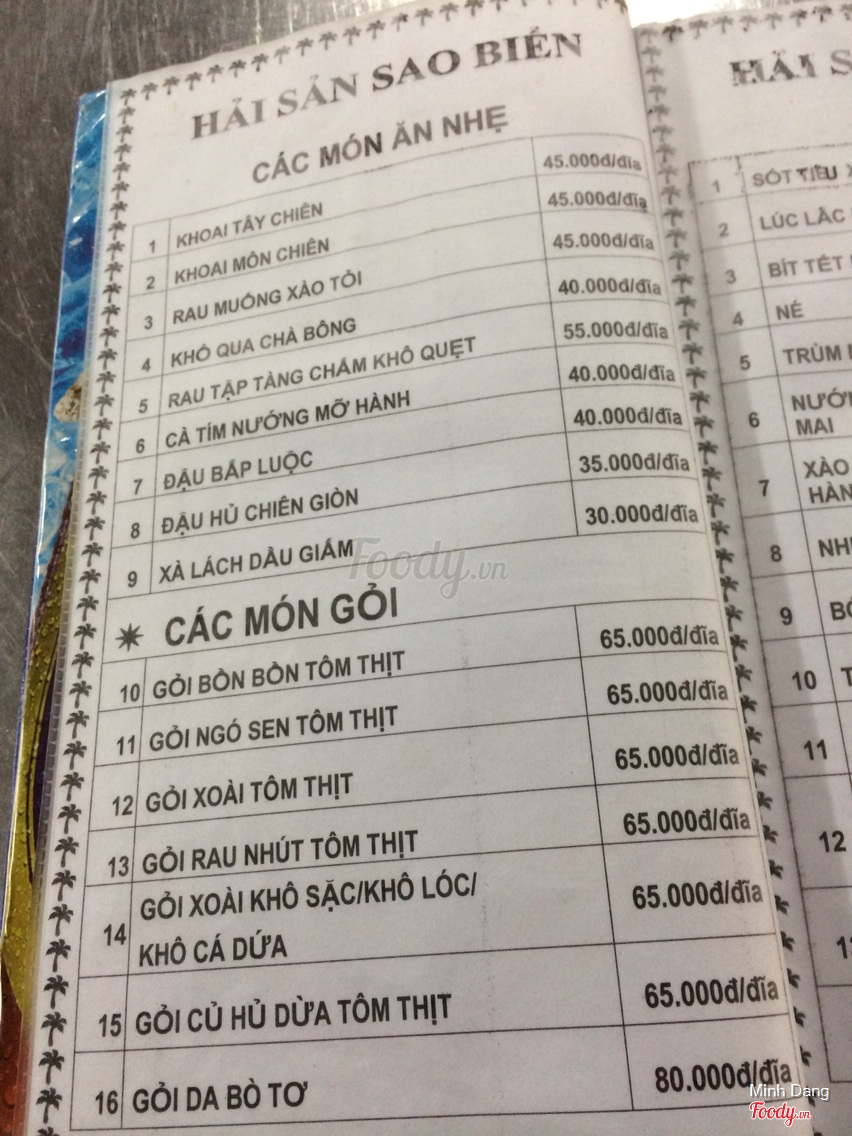 HẢI SẢN SAO BIỂN
CÁC MÓN ĂN NHẸ
1 KHOAI TÂY CHIÊN 45.000đ/đĩa
2 KHOAI MÔN CHIÊN 45.000đ/đĩa
3 RAU MUỐNG XÀO TỎI 45.000đ/đĩa
4 KHỔ QUA CHÀ BÔNG 40.000đ/đĩa
5 RAU TẬP TÀNG CHẤM KHÔ QUẸT 55.000đ/đĩa
6 CÀ TÍM NƯỚNG MỠ HÀNH 40.000đ/đĩa
7 ĐẬU BẮP LUỘC 40.000đ/đĩa
8 ĐẬU HỦ CHIÊN GIÒN 35.000đ/đĩa
9 XÀ LÁCH DẦU GIẤM 30.000đ/đĩa
CÁC MÓN GỎI
10 GỎI BỒN BỒN TÔM THỊT 65.000đ/đĩa
11 GỎI NGÓ SEN TÔM THỊT 65.000đ/đĩa
12 GỎI XOÀI TÔM THỊT 65.000đ/đĩa
13 GỎI RAU NHÚT TÔM THỊT 65.000đ/đĩa
14 GỎI XOÀI KHÔ SẶC/KHÔ LÓC/
KHÔ CÁ DỨA 65.000đ/đĩa
15 GỎI CỦ HỦ DỪA TÔM THỊT 65.000đ/đĩa
16 GỎI DA BÒ TƠ 80.000đ/đĩa
HẢI S
1 SỐT TIÊU
2 LÚC LẮC
3 BÍT TẾT
4 NÉ
5 TRÙM
6 NƯỚN
MAI
7 XÀO
HÀN
8 NH
9
10 T
11
12
Foody.vn
Minh Dang
Foody.vn